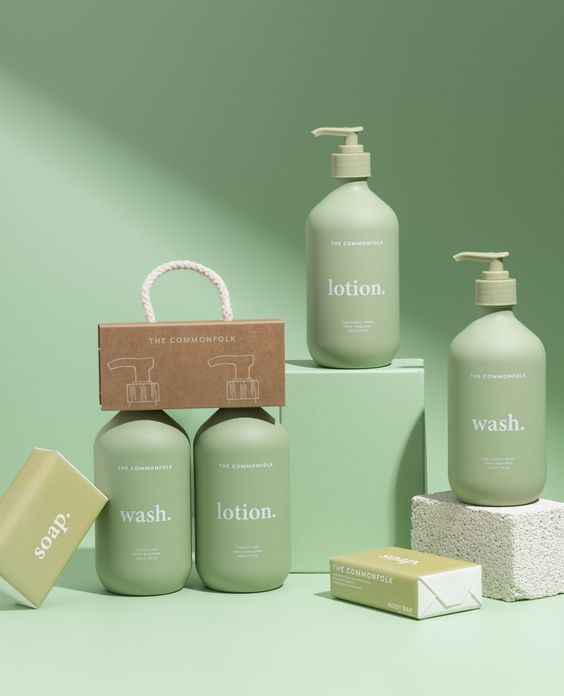 THE COMMONFOLK
lotion.
THE COMMONFOLK
wash.
THE COMMONFOLK
THE COMMONFOLK
wash.
THE COMMONFOLK
lotion.
soap.
soap.
THE COMMONFOLK
BODY BAR